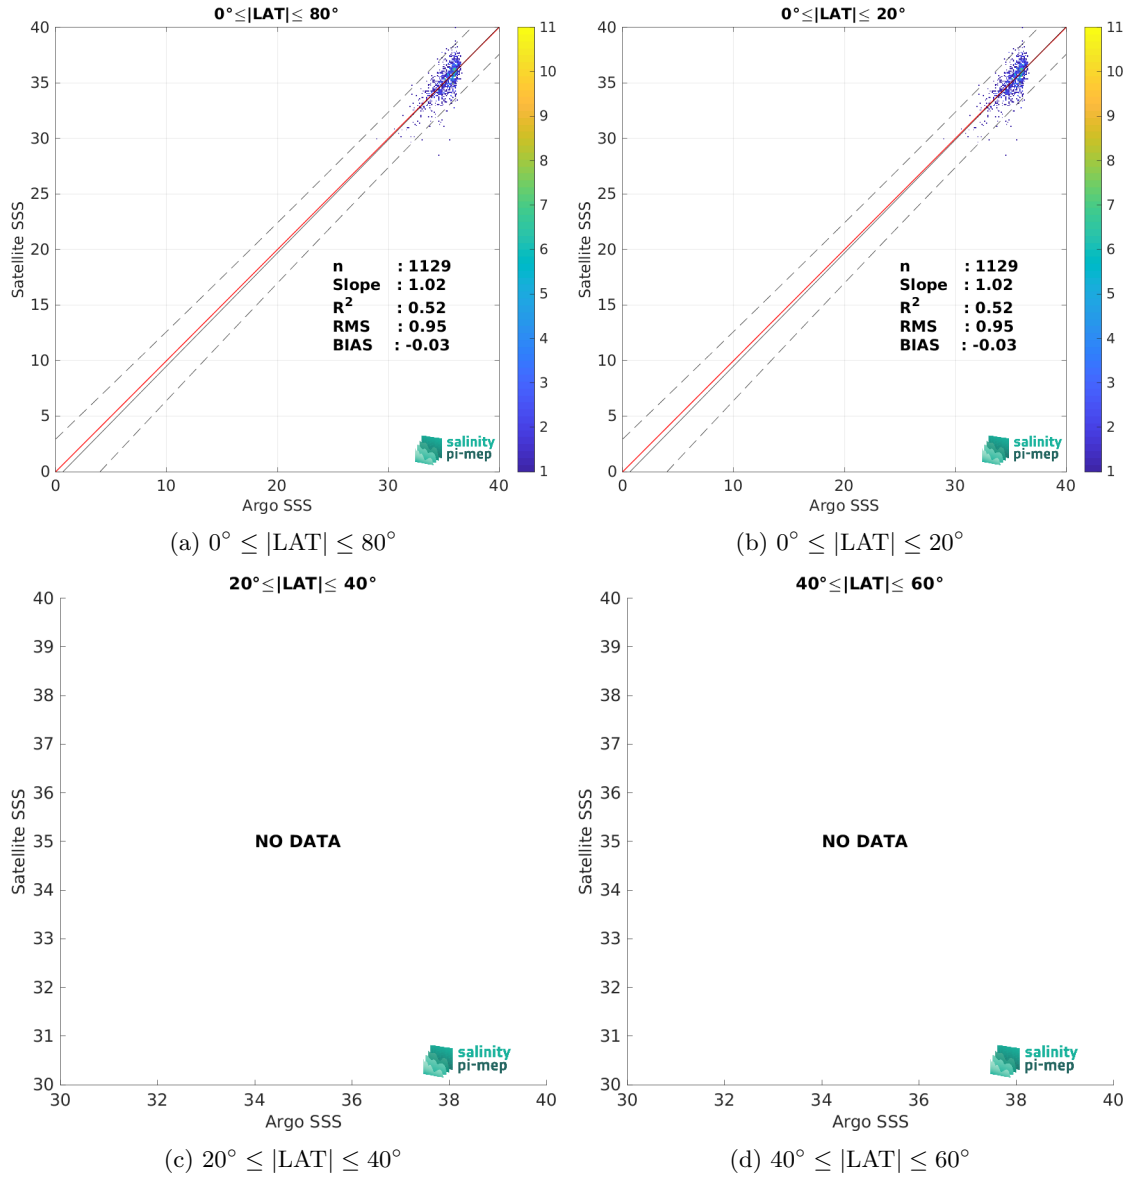 0°≤|LAT|≤ 80°
40
35
30
25
20
15
10
5
0
Satellite SSS
n : 1129
Slope : 1.02
R² : 0.52
RMS : 0.95
BIAS : -0.03
salinity
pi-mep
0 10 20 30 40
Argo SSS
11
10
9
8
7
6
5
4
3
2
1
(a) 0° ≤ |LAT| ≤ 80°
0°≤|LAT|≤ 20°
40
35
30
25
20
15
10
5
0
Satellite SSS
n : 1129
Slope : 1.02
R² : 0.52
RMS : 0.95
BIAS : -0.03
salinity
pi-mep
0 10 20 30 40
Argo SSS
11
10
9
8
7
6
5
4
3
2
1
(b) 0° ≤ |LAT| ≤ 20°
20°≤|LAT|≤ 40°
40
39
38
37
36
35
34
33
32
31
30
Satellite SSS
NO DATA
salinity
pi-mep
30 32 34 36 38 40
Argo SSS
(c) 20° ≤ |LAT| ≤ 40°
40°≤|LAT|≤ 60°
40
39
38
37
36
35
34
33
32
31
30
Satellite SSS
NO DATA
salinity
pi-mep
30 32 34 36 38 40
Argo SSS
(d) 40° ≤ |LAT| ≤ 60°